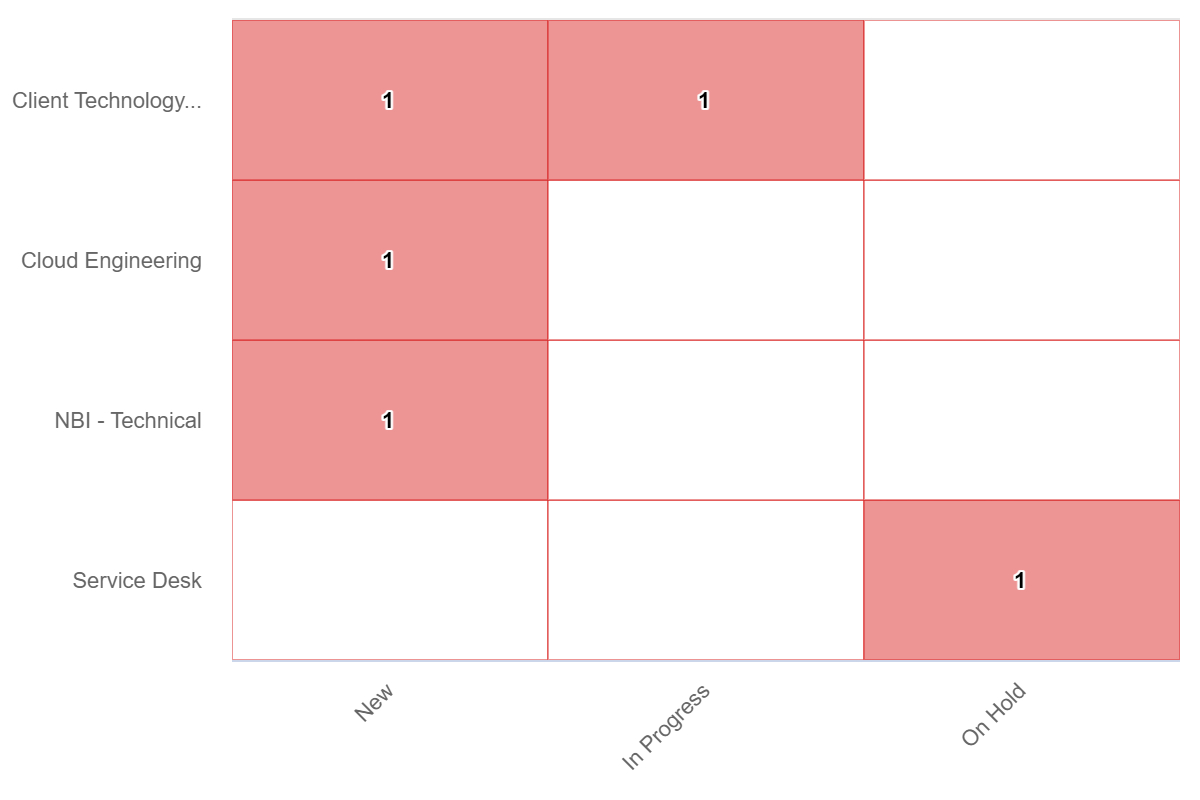 Client Technology...
1
1
Cloud Engineering
1
NBI - Technical
1
Service Desk
1
New
In Progress
On Hold